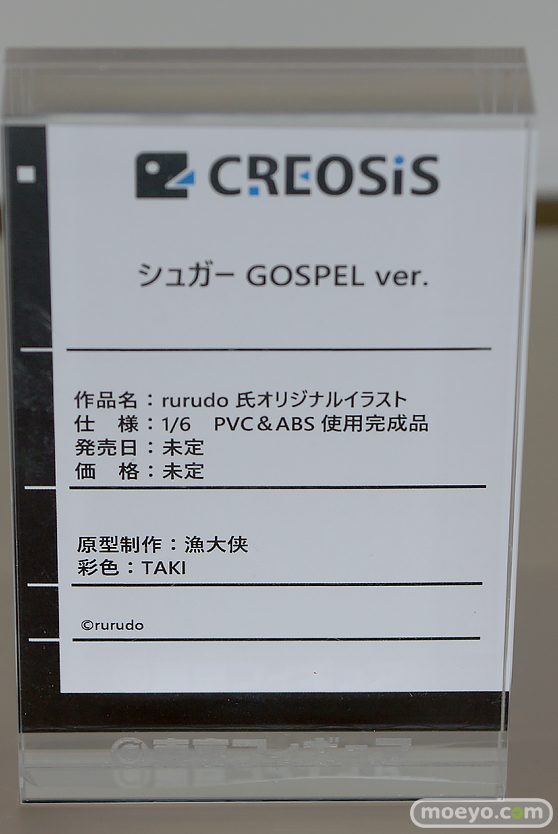 CREOSiS
シュガー GOSPEL ver.
作品名：rurudo 氏オリジナルイラスト
仕　様：1/6　PVC＆ABS 使用完成品
発売日：未定
価　格：未定
原型制作：漁大侠
彩色：TAKI
©rurudo
moeyo.com